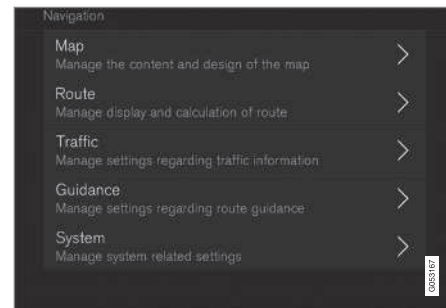 Navigation
Map
Manage the content and design of the map
Route
Manage display and calculation of route
Traffic
Manage settings regarding traffic information
Guidance
Manage settings regarding route guidance
System
Manage system related settings
G053167